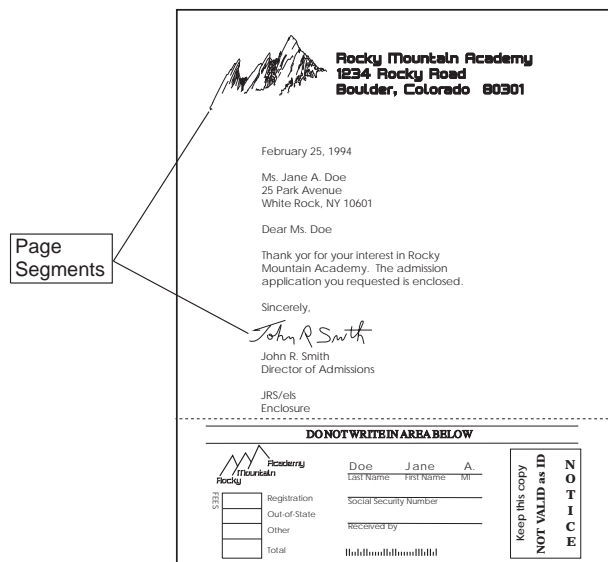 Rocky Mountain Academy
1234 Rocky Road
Boulder, Colorado 80301
February 25, 1994
Ms. Jane A. Doe
25 Park Avenue
White Rock, NY 10601
Dear Ms. Doe
Thank yor for your interest in Rocky
Mountain Academy. The admission
application you requested is enclosed.
Sincerely,
John R Smith
John R. Smith
Director of Admissions
JRS/els
Enclosure
Page
Segments
DO NOT WRITE IN AREA BELOW
Academy
Mountain
Rocky
FEES
Registration
Out-of-State
Other
Total
Doe Jane A.
Last Name First Name MI
Social Security Number
Received by
Keep this copy
NOT VALID as ID
NOTICE